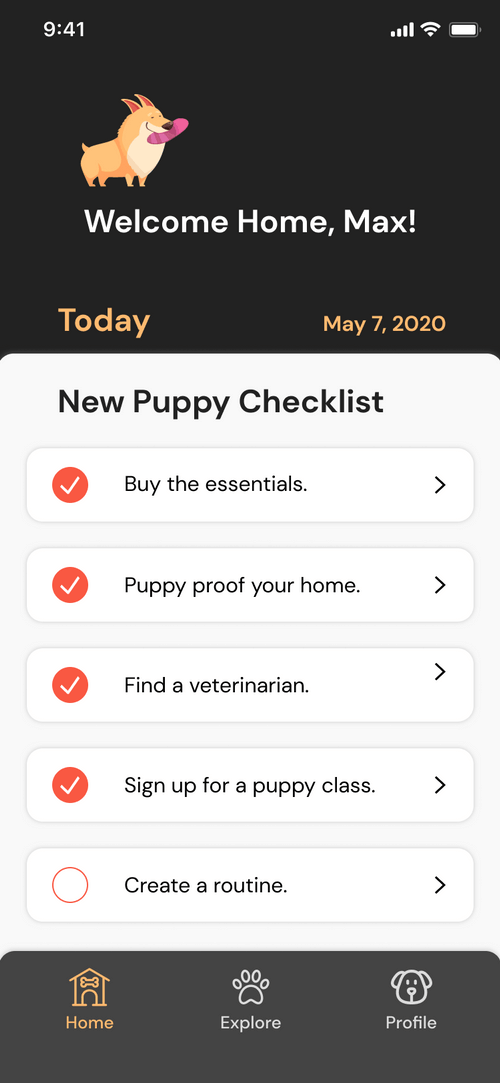 9:41
Welcome Home, Max!
Today
May 7, 2020
New Puppy Checklist
Buy the essentials.
Puppy proof your home.
Find a veterinarian.
Sign up for a puppy class.
Create a routine.
Home
Explore
Profile